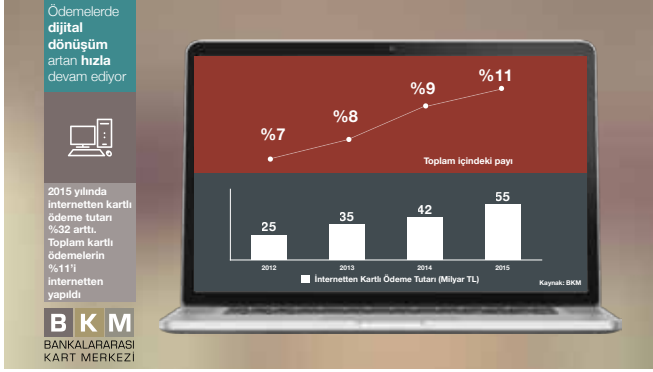 Ödemelerde
dijital
dönüşüm
artan hızla
devam ediyor
2015 yılında
internetten kartlı
ödeme tutarı
%32 arttı.
Toplam kartlı
ödemelerin
%11'i
internetten
yapıldı
BKM
BANKALARARASI
KART MERKEZİ
%7
%8
%9
%11
Toplam içindeki payı
25
35
42
55
2012
2013
2014
2015
İnternetten Kartlı Ödeme Tutarı (Milyar TL)
Kaynak: BKM